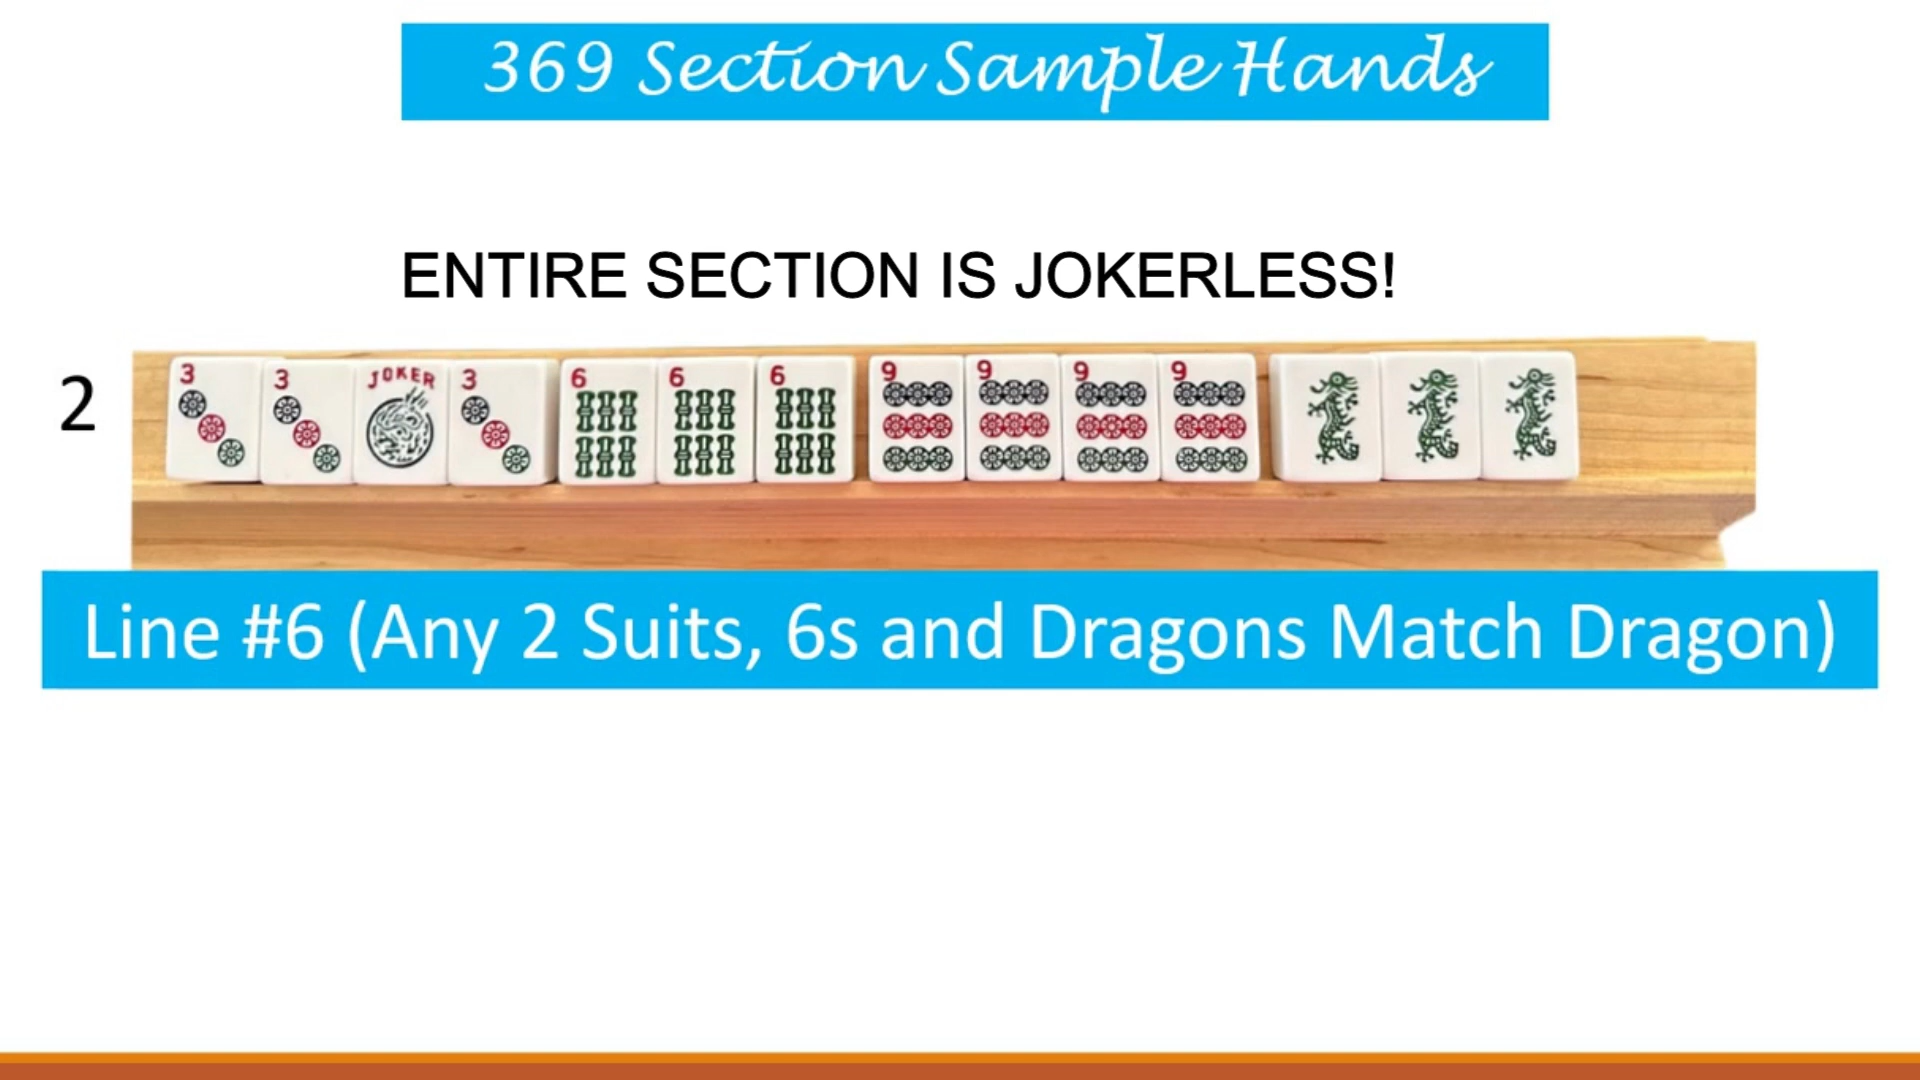 369 Section Sample Hands
ENTIRE SECTION IS JOKERLESS!
2
3 3 JOKER 3 6 6 6 9 9 9 9
Line #6 (Any 2 Suits, 6s and Dragons Match Dragon)